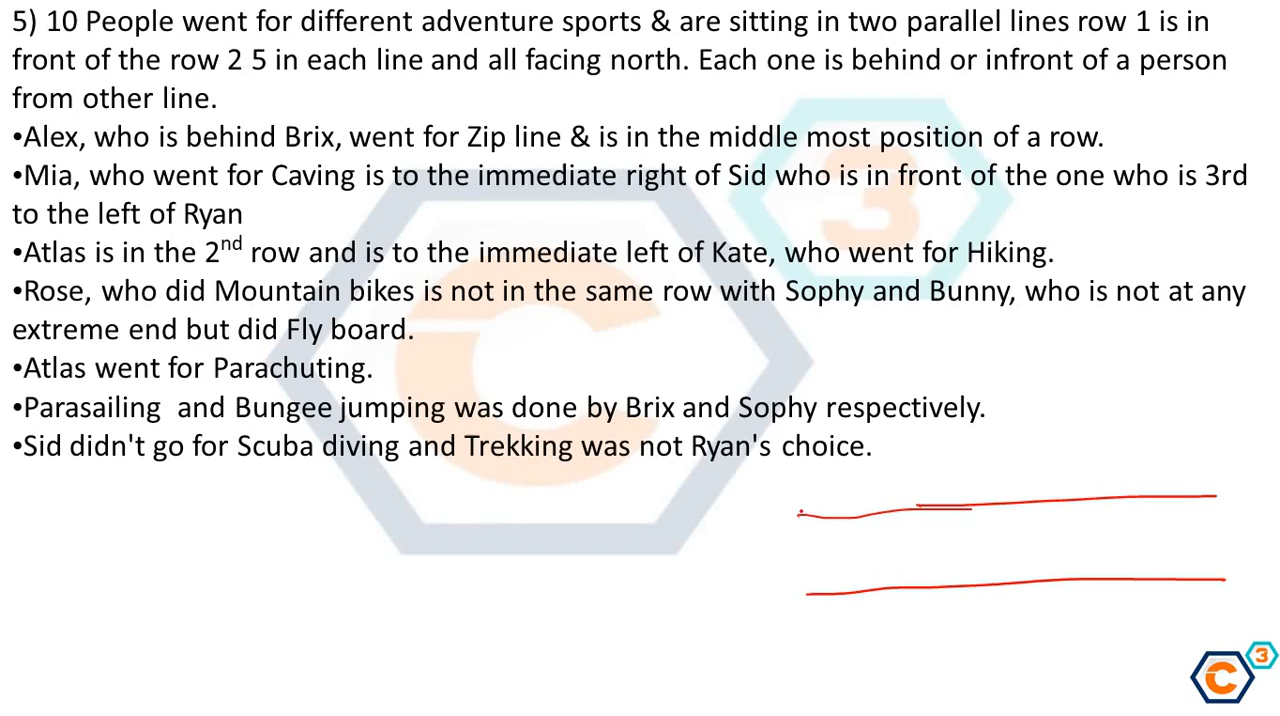 5) 10 People went for different adventure sports & are sitting in two parallel lines row 1 is in
front of the row 2 5 in each line and all facing north. Each one is behind or infront of a person
from other line.
•Alex, who is behind Brix, went for Zip line & is in the middle most position of a row.
•Mia, who went for Caving is to the immediate right of Sid who is in front of the one who is 3rd
to the left of Ryan
•Atlas is in the 2nd row and is to the immediate left of Kate, who went for Hiking.
•Rose, who did Mountain bikes is not in the same row with Sophy and Bunny, who is not at any
extreme end but did Fly board.
•Atlas went for Parachuting.
•Parasailing  and Bungee jumping was done by Brix and Sophy respectively.
•Sid didn't go for Scuba diving and Trekking was not Ryan's choice.
C3